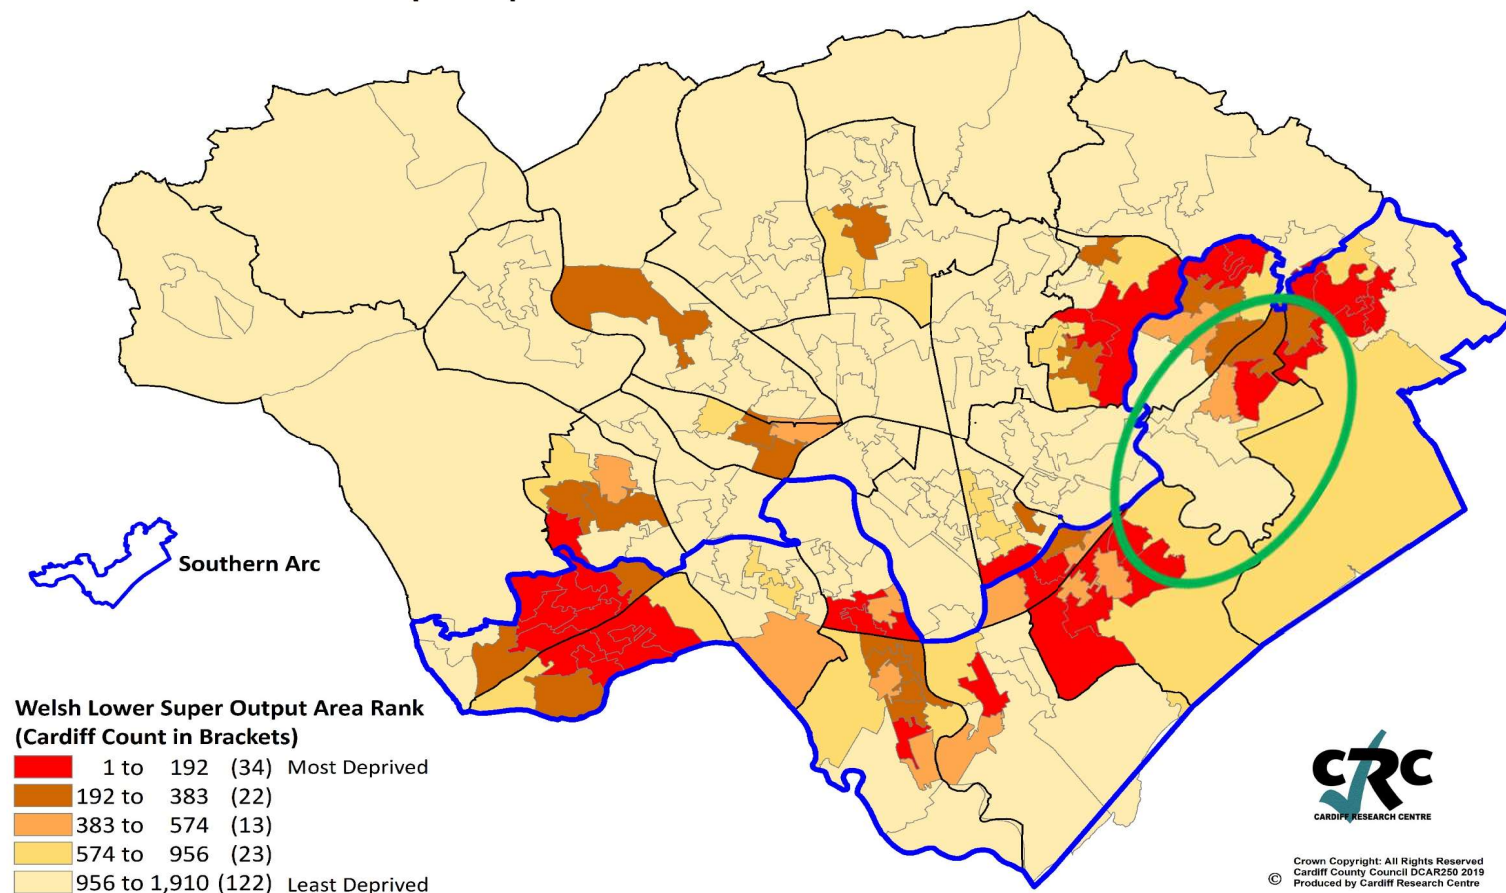 Southern Arc
Welsh Lower Super Output Area Rank
(Cardiff Count in Brackets)
1 to 192 (34) Most Deprived
192 to 383 (22)
383 to 574 (13)
574 to 956 (23)
956 to 1,910 (122) Least Deprived
CRC
CARDIFF RESEARCH CENTRE
Crown Copyright: All Rights Reserved
Cardiff County Council DCAR250 2019
© Produced by Cardiff Research Centre